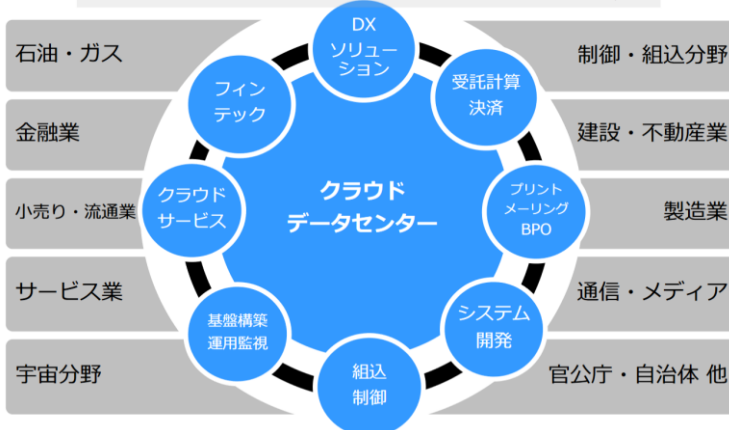 DX
ソリュー
ション
石油・ガス
制御・組込分野
フィン
テック
受託計算
決済
金融業
建設・不動産業
クラウド
データセンター
小売り・流通業
クラウド
サービス
プリント
メーリング
BPO
製造業
サービス業
基盤構築
運用監視
システム
開発
通信・メディア
宇宙分野
組込
制御
官公庁・自治体 他